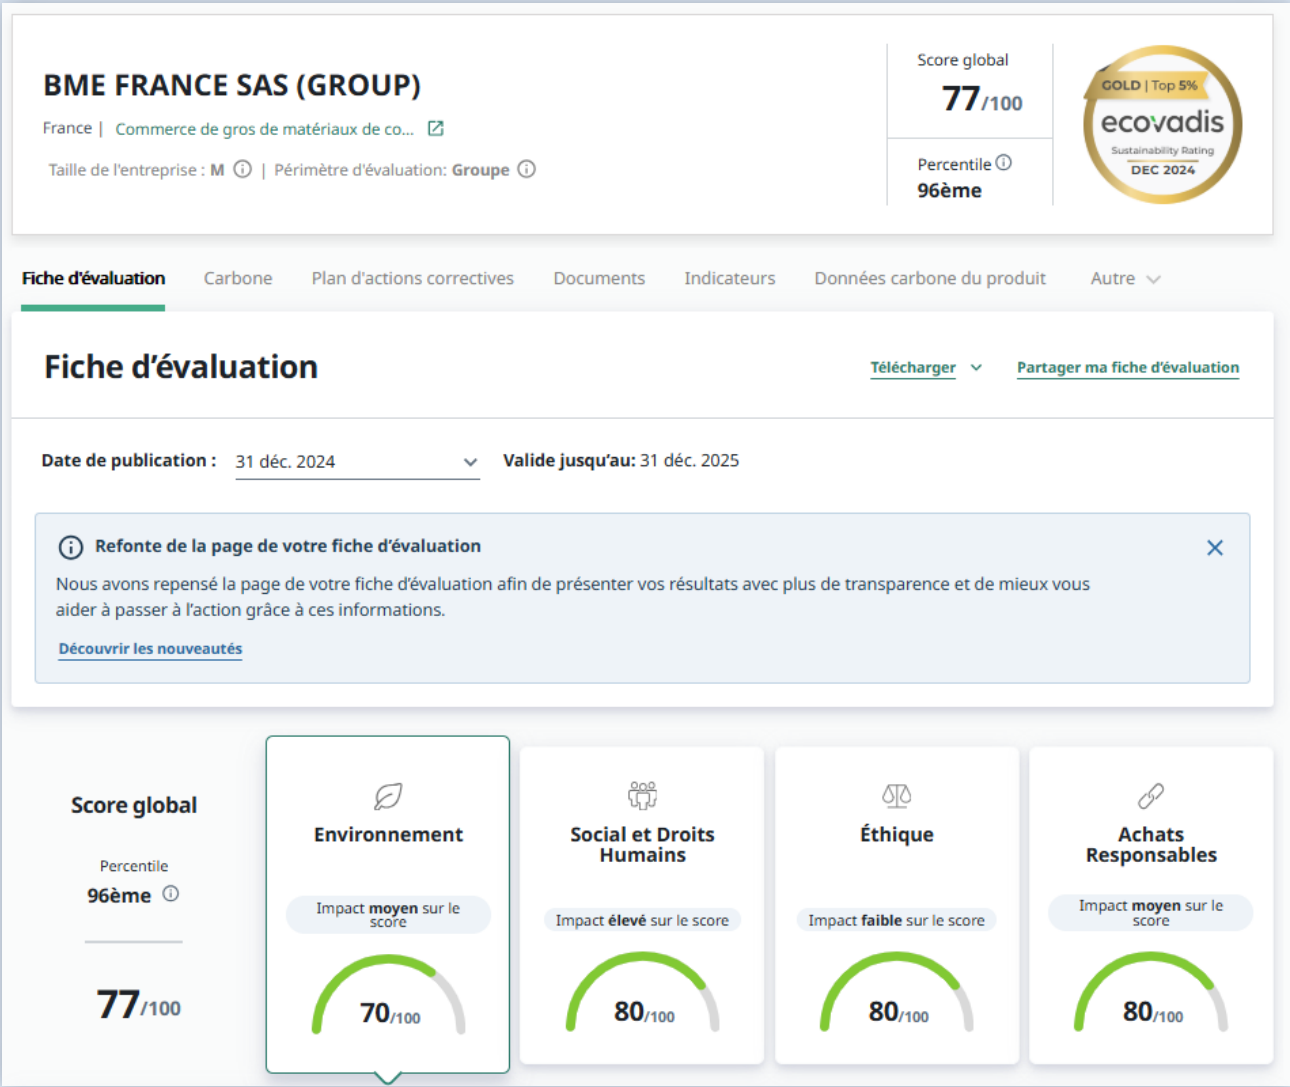 BME FRANCE SAS (GROUP)
France | Commerce de gros de matériaux de co...
Taille de l'entreprise : M | Périmètre d'évaluation: Groupe
Score global
77/100
Percentile
96ème
GOLD | Top 5%
ecovadis
Sustainability Rating
DEC 2024
Fiche d'évaluation Carbone Plan d'actions correctives Documents Indicateurs Données carbone du produit Autre
Fiche d’évaluation
Télécharger Partager ma fiche d’évaluation
Date de publication : 31 déc. 2024 Valide jusqu’au: 31 déc. 2025
Refonte de la page de votre fiche d’évaluation
Nous avons repensé la page de votre fiche d’évaluation afin de présenter vos résultats avec plus de transparence et de mieux vous
aider à passer à l’action grâce à ces informations.
Découvrir les nouveautés
Score global
Percentile
96ème
77/100
Environnement
Impact moyen sur le
score
70/100
Social et Droits
Humains
Impact élevé sur le score
80/100
Éthique
Impact faible sur le score
80/100
Achats
Responsables
Impact moyen sur le
score
80/100